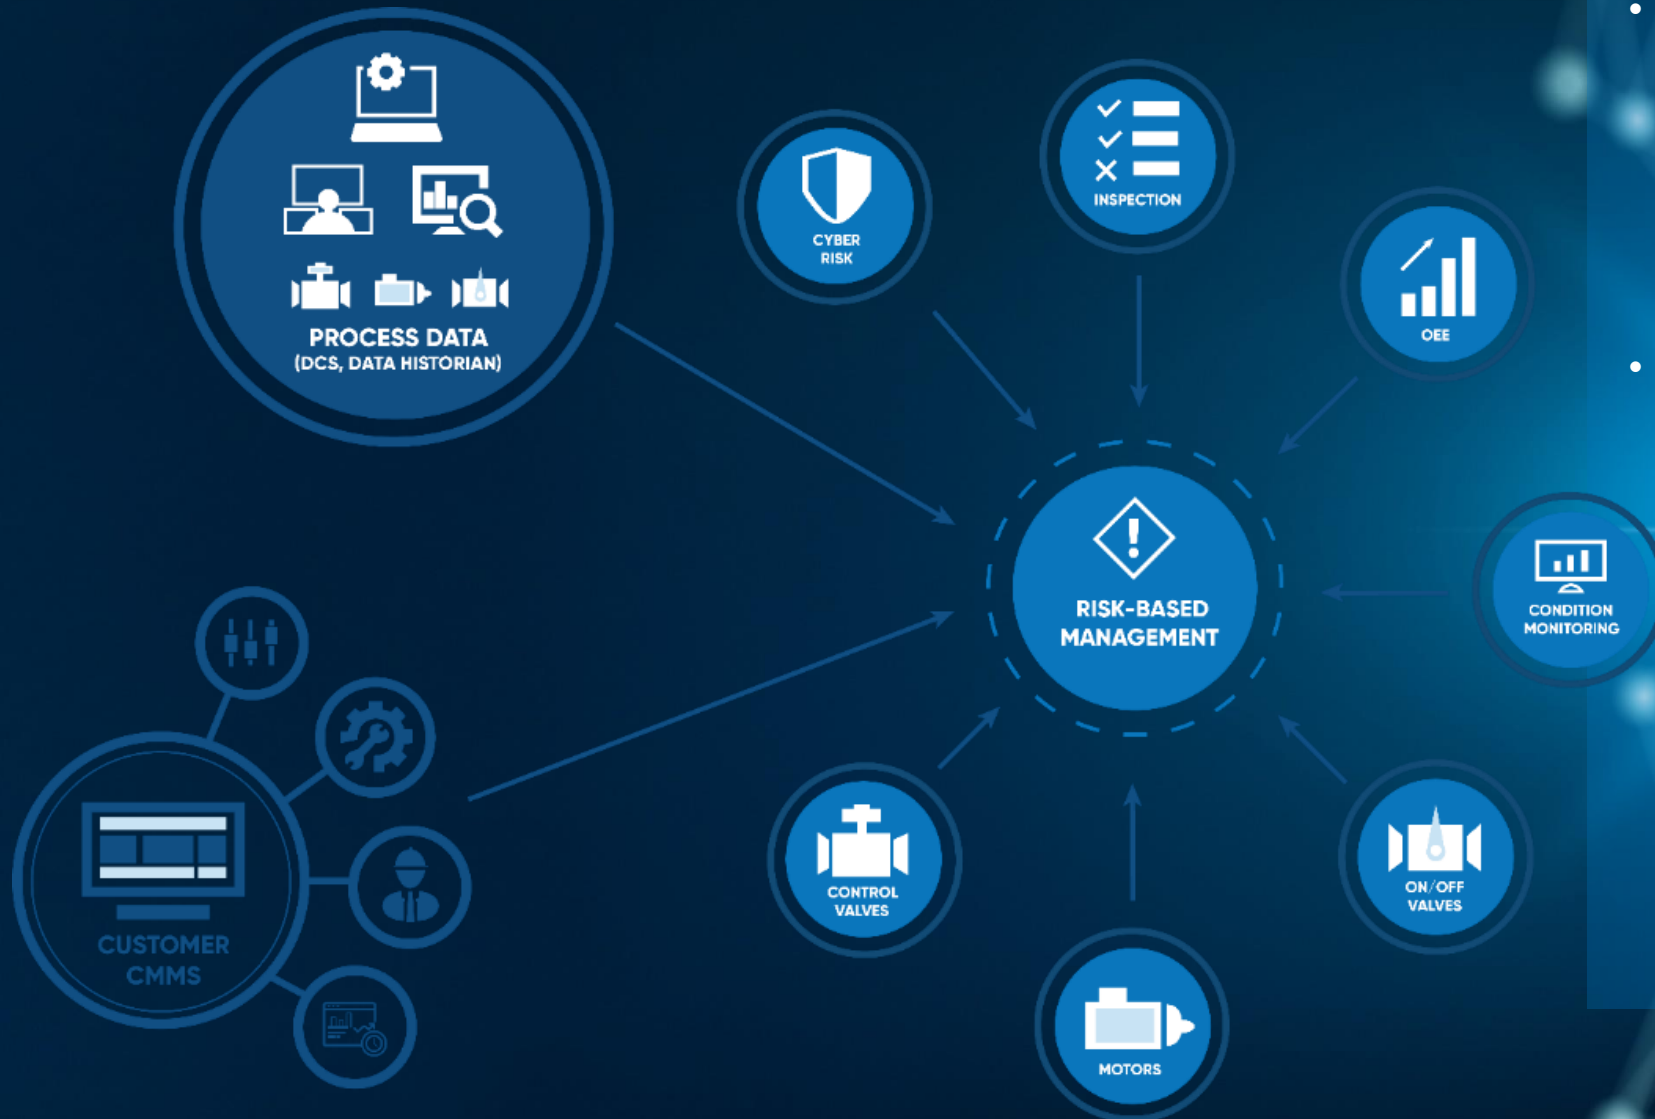 PROCESS DATA
(DCS, DATA HISTORIAN)
CYBER
RISK
INSPECTION
OEE
RISK-BASED
MANAGEMENT
CONDITION
MONITORING
CUSTOMER
CMMS
CONTROL
VALVES
MOTORS
ON/OFF
VALVES